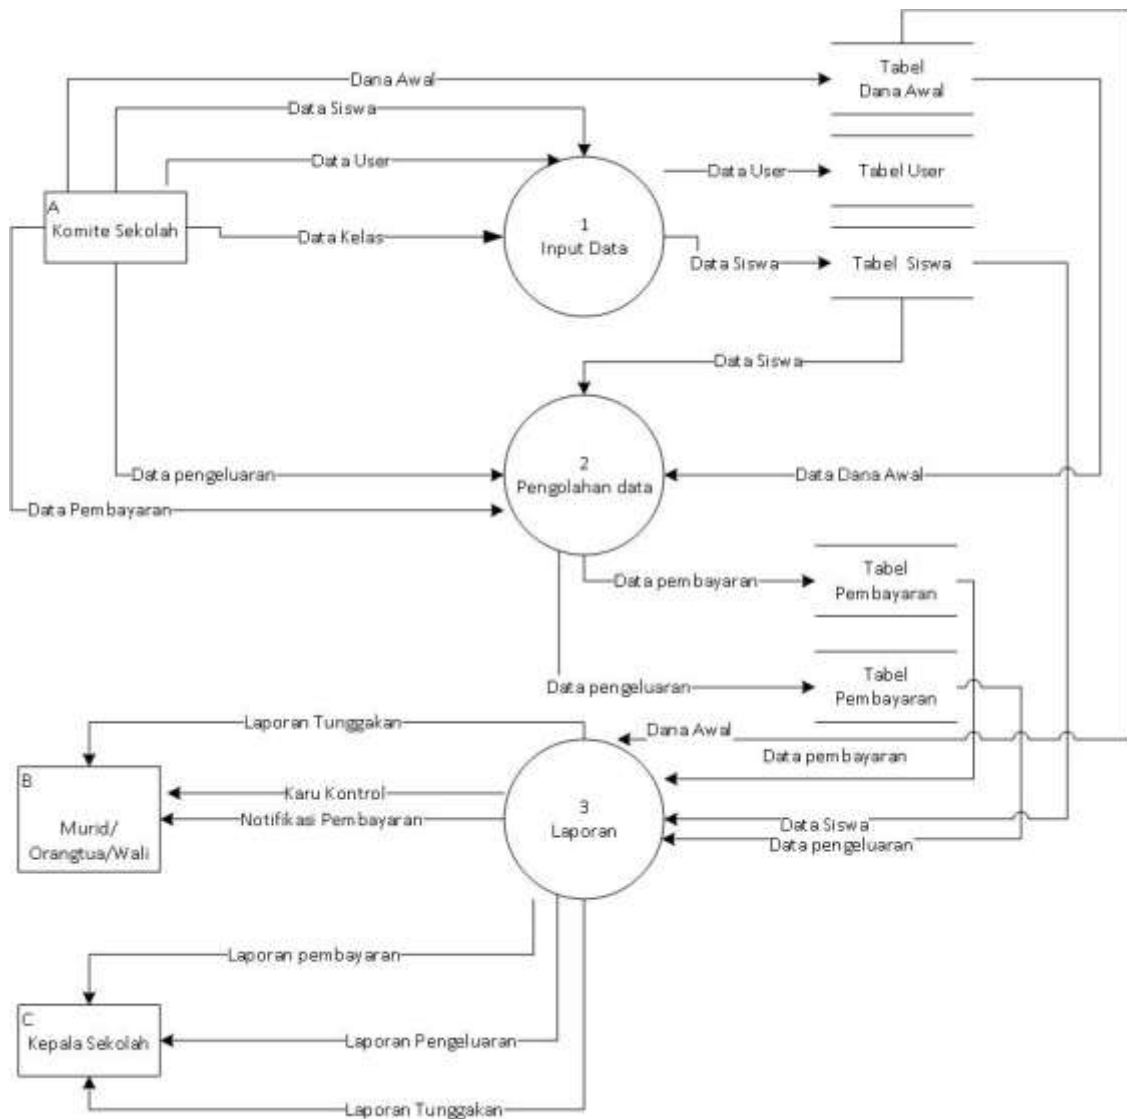 Tabel
Dana Awal
Dana Awal
Data Siswa
Data User
Data User
Tabel User
A
Komite Sekolah
1
Input Data
Data Kelas
Data Siswa
Tabel Siswa
Data Siswa
2
Pengolahan data
Data pengeluaran
Data Dana Awal
Data Pembayaran
Data pembayaran
Tabel
Pembayaran
Data pengeluaran
Tabel
Pembayaran
Laporan Tunggakan
Dana Awal
Data pembayaran
B
Murid/
Orangtua/Wali
Karu Kontrol
Notifikasi Pembayaran
3
Laporan
Data Siswa
Data pengeluaran
Laporan pembayaran
C
Kepala Sekolah
Laporan Pengeluaran
Laporan Tunggakan